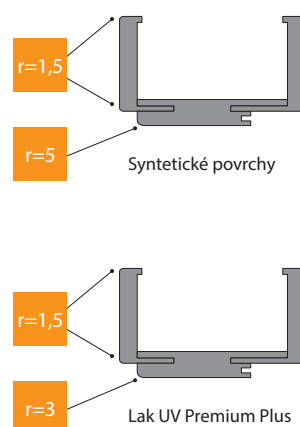 r=1,5
r=5
Syntetické povrchy
r=1,5
r=3
Lak UV Premium Plus